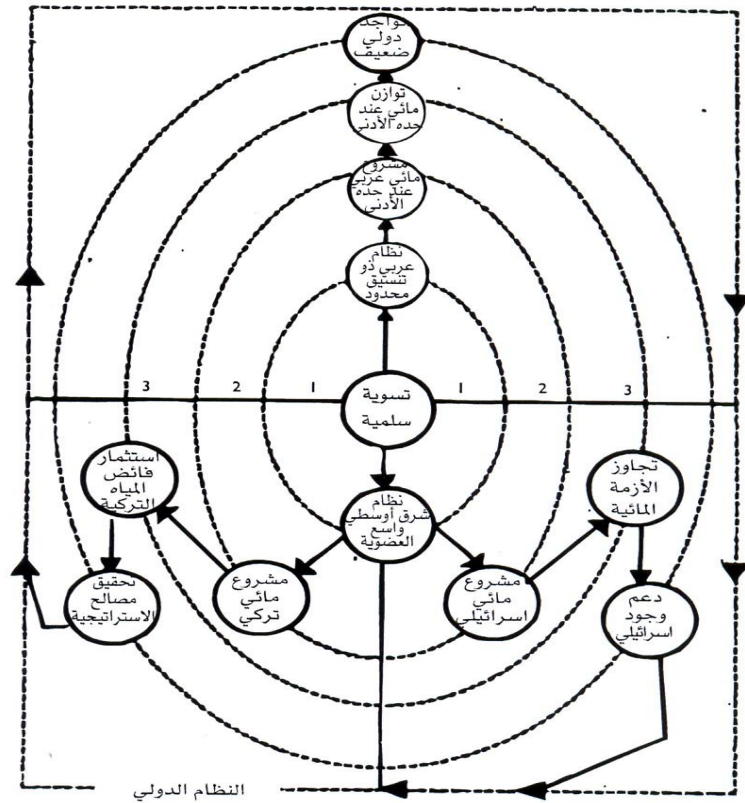 تواجد
دولي
ضعيف
توازن
مائي عند
حده الأدنى
مشروع
مائي عربي
عند حده
الأدنى
نظام
عربي ذو
تنسيق
محدود
3
2
1
1
2
3
تسوية
سلمية
استثمار
فائض
المياه
التركية
نظام
شرق أوسطي
واسع
العضوية
تجاوز
الأزمة
المائية
تحقيق
مصالح
الاستراتيجية
مشروع
مائي
تركي
مشروع
مائي
اسرائيلي
دعم
وجود
اسرائيلي
النظام الدولي